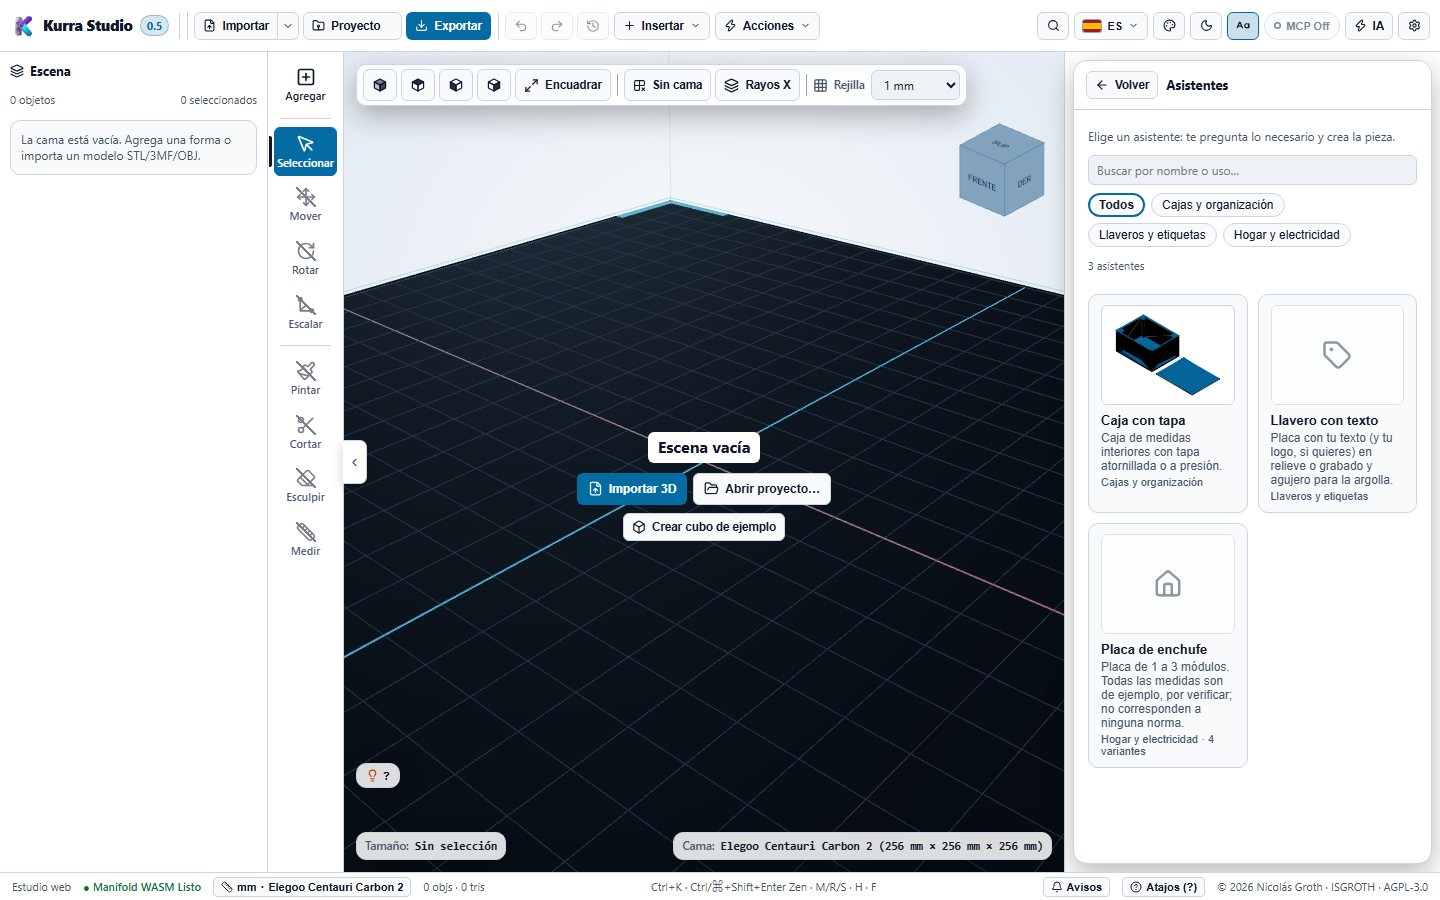 Kurra Studio 0.5
Importar
Proyecto
Exportar
Insertar
Acciones
ES
Aa
MCP Off
IA
Escena
0 objetos
0 seleccionados
La cama está vacía. Agrega una forma o
importa un modelo STL/3MF/OBJ.
Agregar
Seleccionar
Mover
Rotar
Escalar
Pintar
Cortar
Esculpir
Medir
Encuadrar
Sin cama
Rayos X
Rejilla
1 mm
SUP
FRENTE
DER
Escena vacía
Importar 3D
Abrir proyecto...
Crear cubo de ejemplo
?
Tamaño: Sin selección
Cama: Elegoo Centauri Carbon 2 (256 mm × 256 mm × 256 mm)
Volver
Asistentes
Elige un asistente: te pregunta lo necesario y crea la pieza.
Buscar por nombre o uso...
Todos
Cajas y organización
Llaveros y etiquetas
Hogar y electricidad
3 asistentes
Caja con tapa
Caja de medidas
interiores con tapa
atornillada o a presión.
Cajas y organización
Llavero con texto
Placa con tu texto (y tu
logo, si quieres) en
relieve o grabado y
agujero para la argolla.
Llaveros y etiquetas
Placa de enchufe
Placa de 1 a 3 módulos.
Todas las medidas son
de ejemplo, por verificar;
no corresponden a
ninguna norma.
Hogar y electricidad · 4
variantes
Estudio web
Manifold WASM Listo
mm · Elegoo Centauri Carbon 2
0 objs · 0 tris
Ctrl+K · Ctrl/⌘+Shift+Enter Zen · M/R/S · H · F
Avisos
Atajos (?)
© 2026 Nicolás Groth · ISGROTH · AGPL-3.0